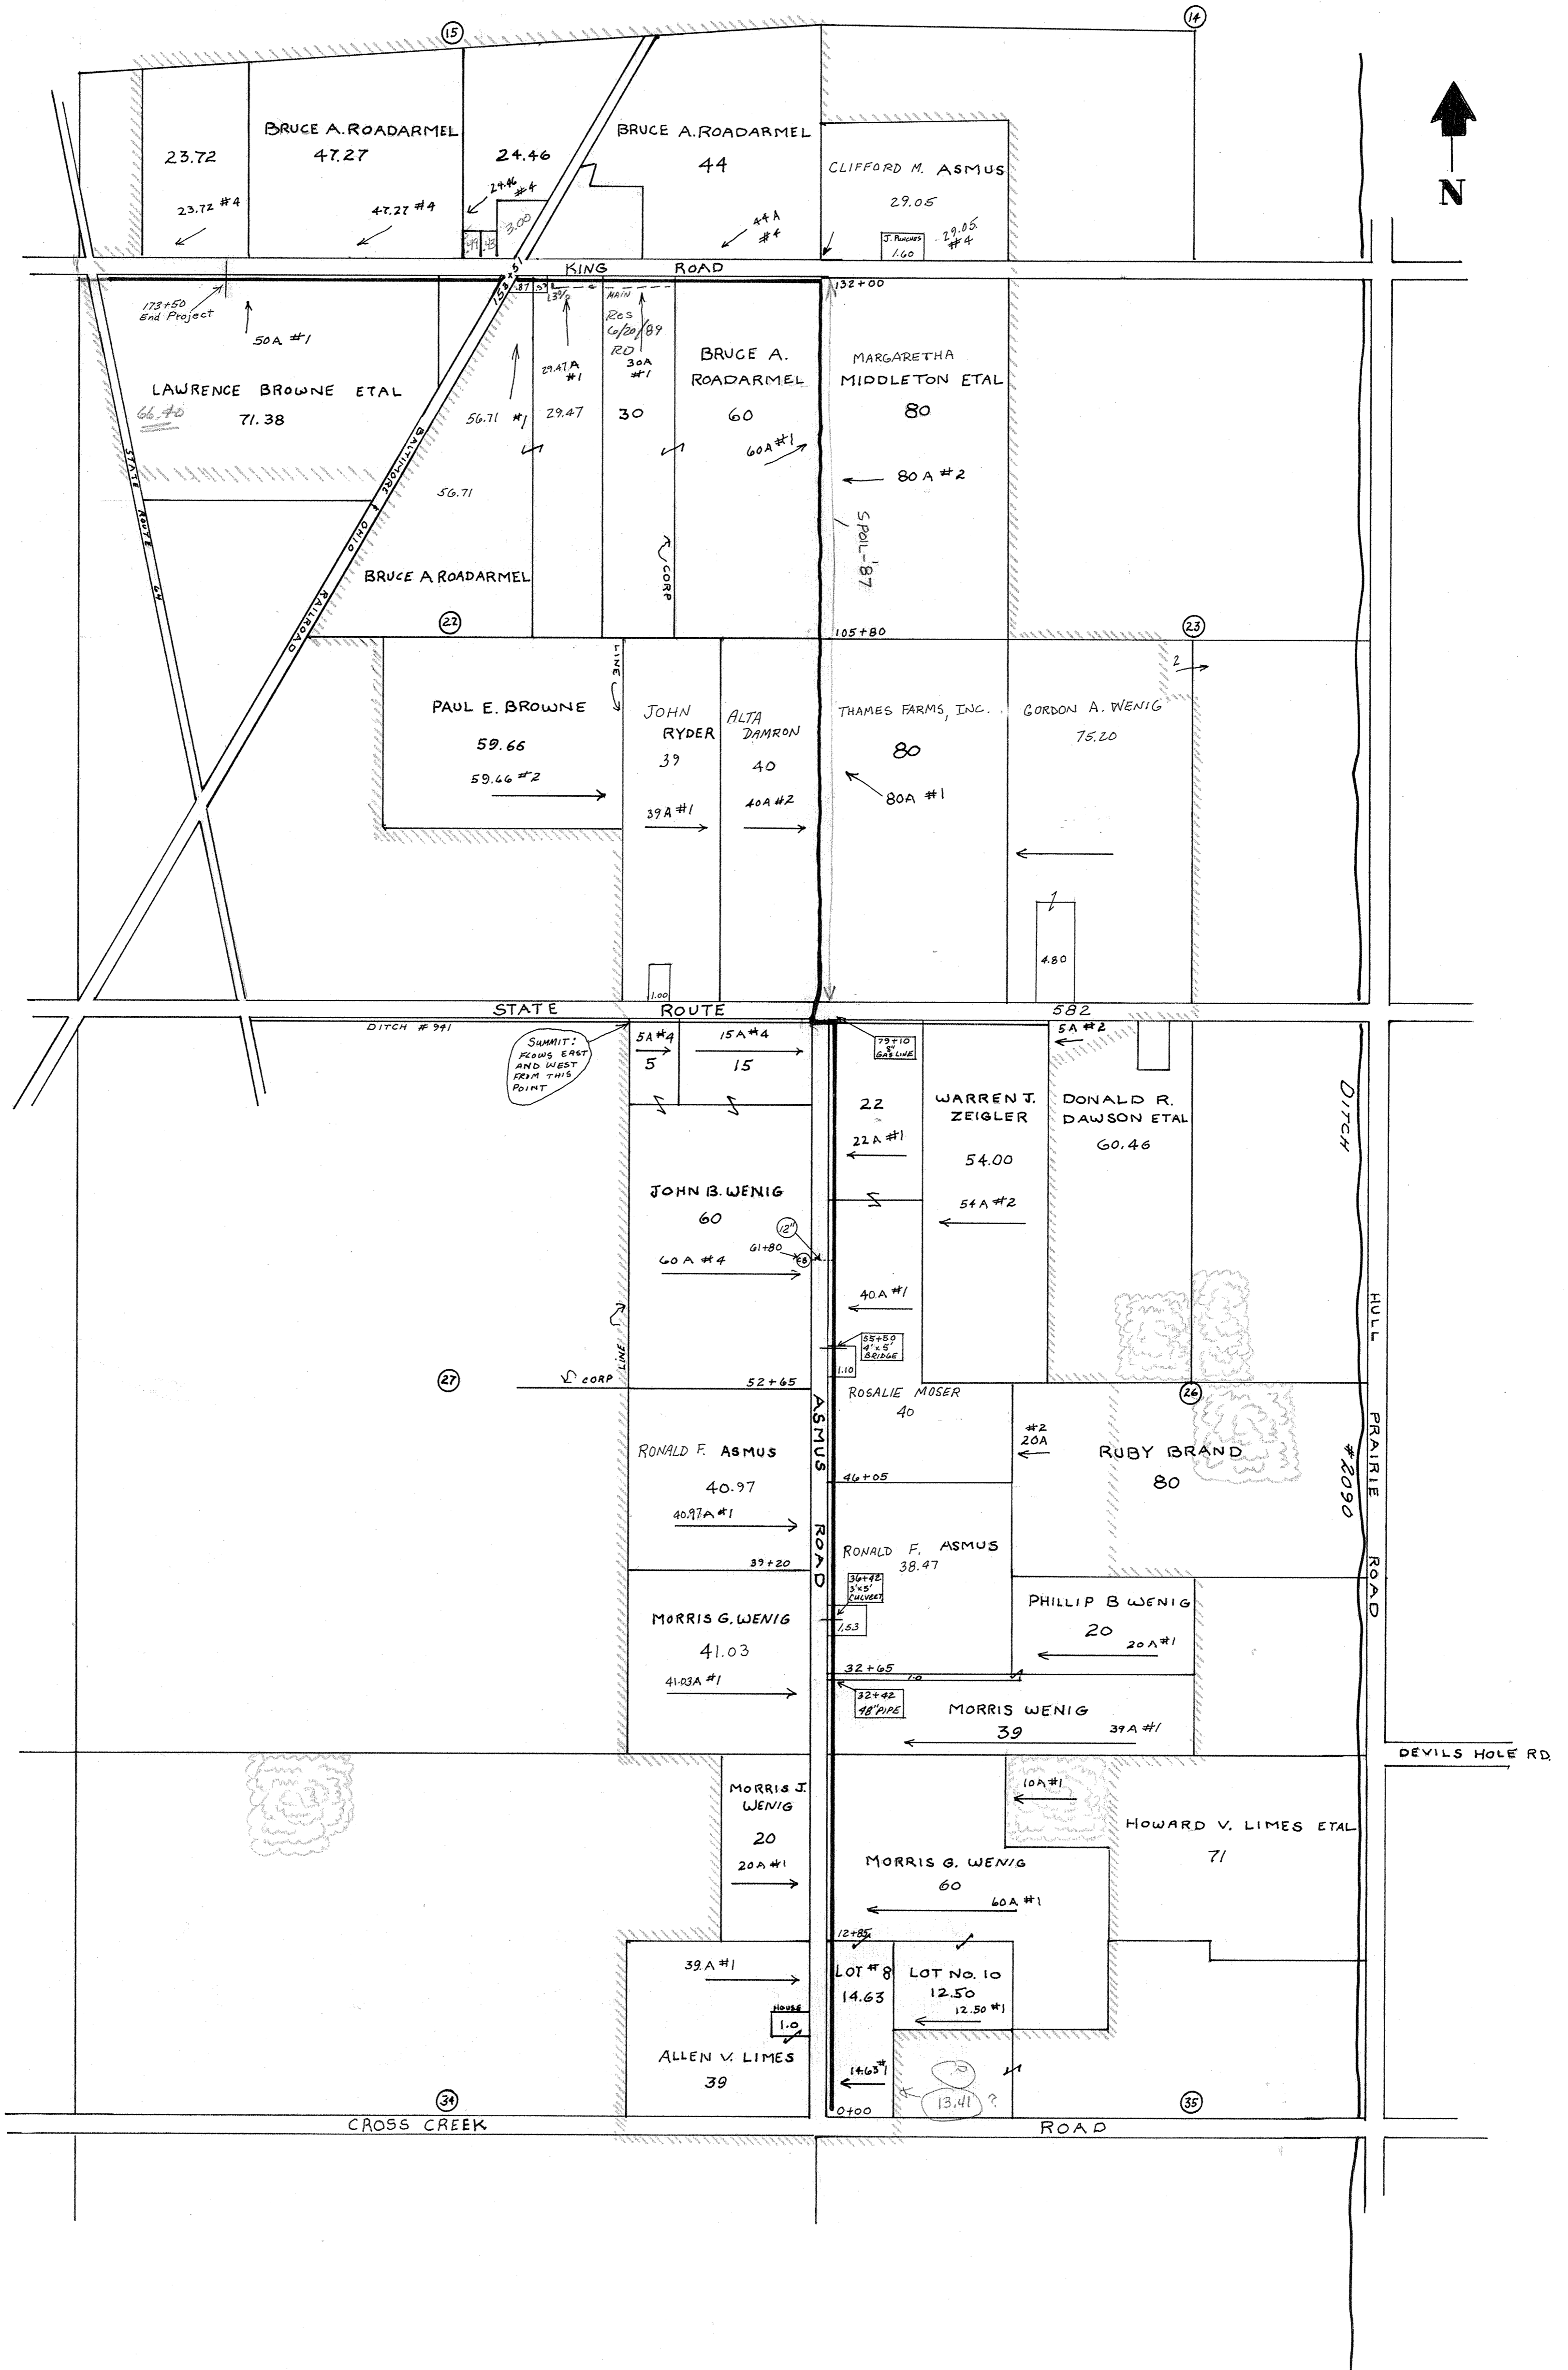 15
14
N
BRUCE A. ROADARMEL
47.27
23.72
24.46
BRUCE A. ROADARMEL
44
CLIFFORD M. ASMUS
29.05
23.72 #4
47.27 #4
24.46
#4
3.00
.49
.43
44A
#4
J. PUNCHES
1.60
29.05
#4
KING ROAD
173+50
End Project
50A #1
LAWRENCE BROWNE ETAL
66.40
71.38
.87
.57
MAIN
Res
6/20/89
RD
132+00
29.47A
#1
30A
#1
56.71 #1
29.47
30
BRUCE A.
ROADARMEL
60
60A #1
MARGARETHA
MIDDLETON ETAL
80
80A #2
SPOIL-'87
56.71
BRUCE A ROADARMEL
CORP
STATE ROUTE 64
BALTIMORE & OHIO RAILROAD
22
105+80
23
2
LINE
PAUL E. BROWNE
59.66
59.66 #2
JOHN
RYDER
39
39A #1
ALTA
DAMRON
40
40A #2
THAMES FARMS, INC.
80
80A #1
GORDON A. WENIG
75.20
4.80
1.00
STATE ROUTE 582
DITCH # 941
SUMMIT:
FLOWS EAST
AND WEST
FROM THIS
POINT
5A #4
5
15A #4
15
79+10
8"
GAS LINE
5A #2
22
22A #1
WARREN J.
ZEIGLER
54.00
54A #2
DONALD R.
DAWSON ETAL
60.46
DITCH
#2090
JOHN B. WENIG
60
60A #4
12"
61+80
CB
40A #1
55+50
4'x5'
BRIDGE
1.10
LINE
CORP
27
52+65
ROSALIE MOSER
40
26
ASMUS ROAD
HULL PRAIRIE ROAD
RONALD F. ASMUS
40.97
40.97A #1
46+05
#2
20A
RUBY BRAND
80
39+20
RONALD F. ASMUS
38.47
36+42
3'x5'
CULVERT
1.53
MORRIS G. WENIG
41.03
41.03A #1
PHILLIP B WENIG
20
20A #1
32+65
1.0
32+42
48" PIPE
MORRIS WENIG
39
39A #1
DEVILS HOLE RD.
MORRIS J.
WENIG
20
20A #1
10A #1
HOWARD V. LIMES ETAL
71
MORRIS G. WENIG
60
60A #1
12+85
39.A #1
LOT #8
14.63
LOT No. 10
12.50
12.50 #1
HOUSE
1.0
ALLEN V. LIMES
39
14.63 #1
13.41 ?
34
35
0+00
CROSS CREEK ROAD